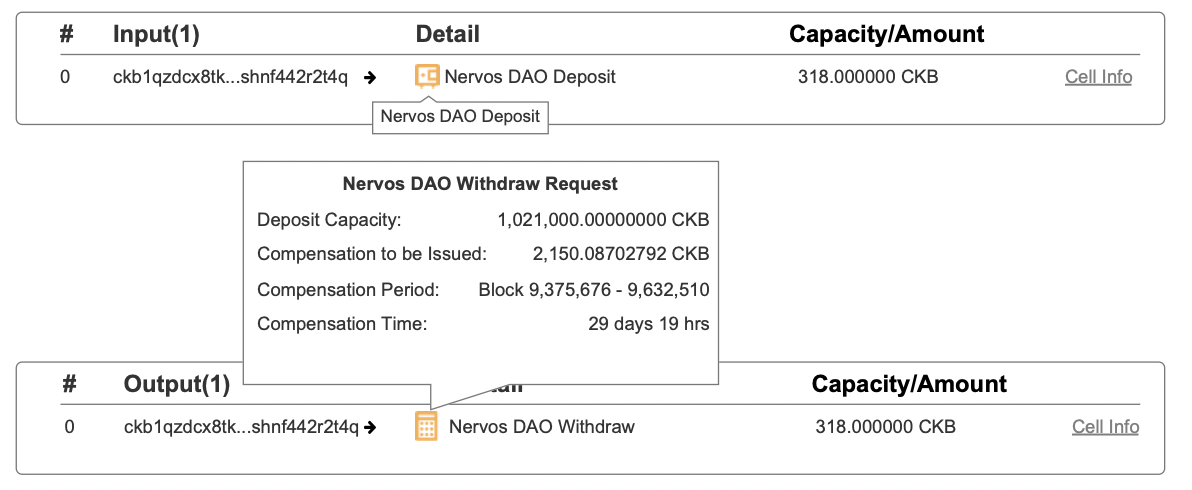 # Input(1) Detail Capacity/Amount
0 ckb1qzdcx8tk...shnf442r2t4q → Nervos DAO Deposit 318.000000 CKB Cell Info
Nervos DAO Deposit
Nervos DAO Withdraw Request
Deposit Capacity: 1,021,000.00000000 CKB
Compensation to be Issued: 2,150.08702792 CKB
Compensation Period: Block 9,375,676 - 9,632,510
Compensation Time: 29 days 19 hrs
# Output(1) Capacity/Amount
0 ckb1qzdcx8tk...shnf442r2t4q → Nervos DAO Withdraw 318.000000 CKB Cell Info